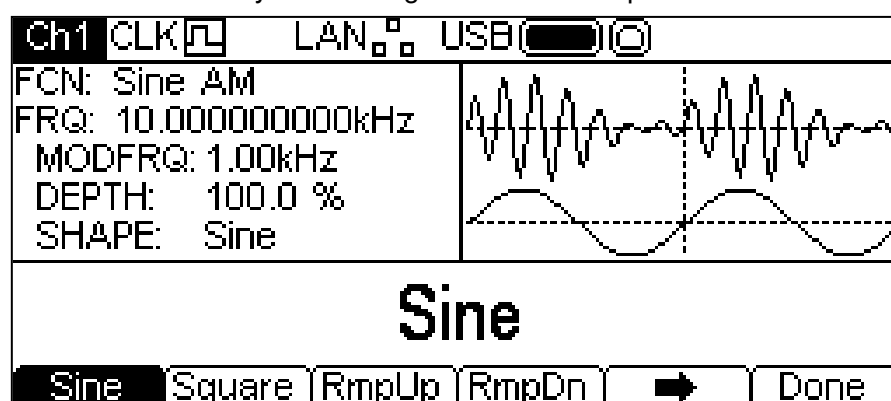 Ch1 CLK LAN USB
FCN: Sine AM
FRQ: 10.000000000kHz
MODFRQ: 1.00kHz
DEPTH: 100.0 %
SHAPE: Sine
Sine
Sine Square RmpUp RmpDn Done